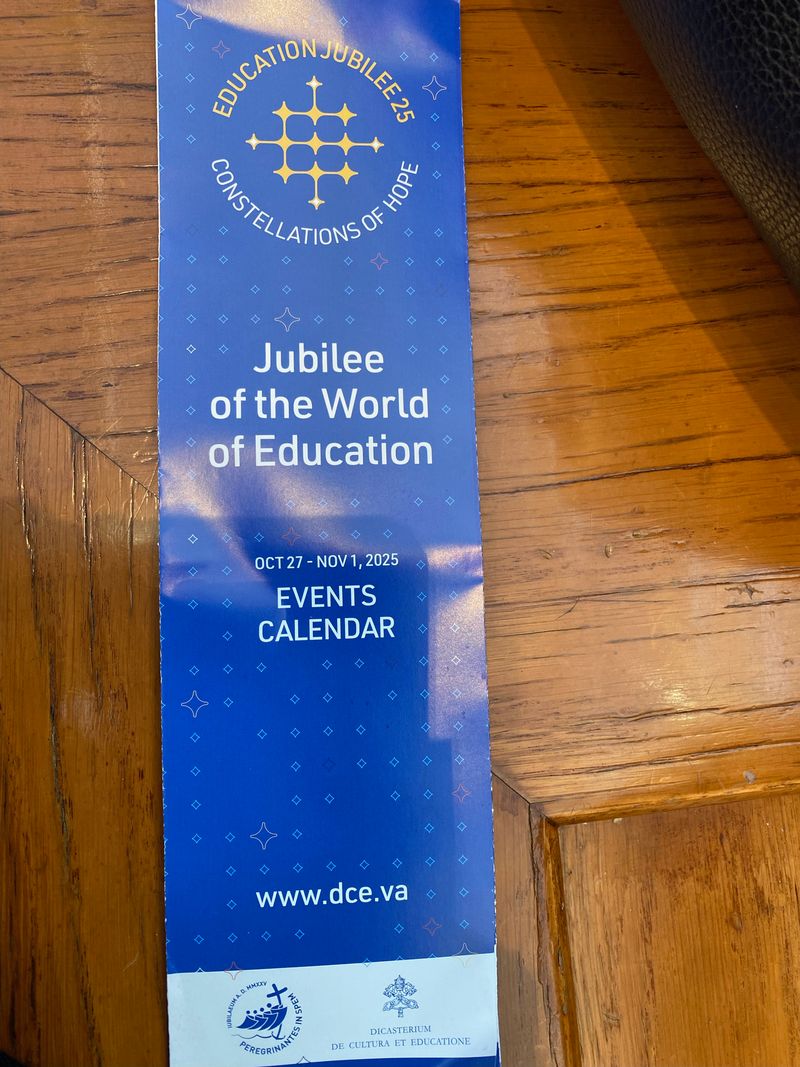 EDUCATION JUBILEE 25
CONSTELLATIONS OF HOPE
Jubilee
of the World
of Education
OCT 27 - NOV 1, 2025
EVENTS
CALENDAR
www.dce.va
IUBILAEUM A. D. MMXXV
PEREGRINANTES IN SPEM
DICASTERIUM
DE CULTURA ET EDUCATIONE